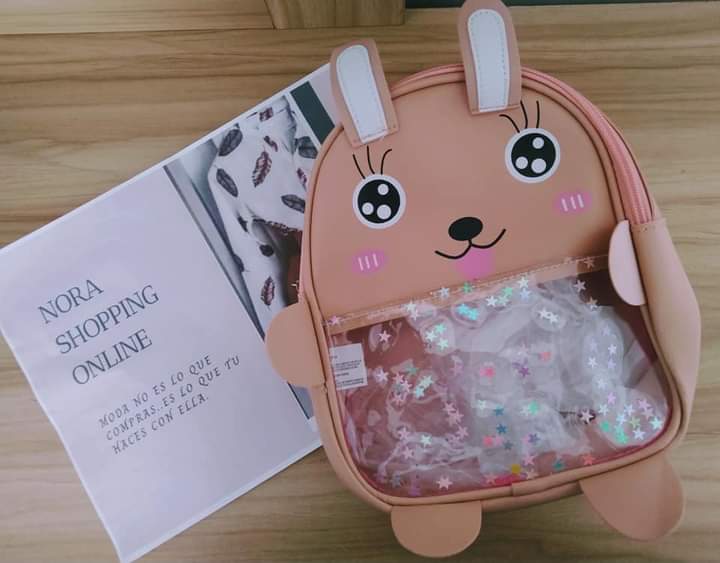 NORA
SHOPPING
ONLINE
MODA NO ES LO QUE
COMPRAS..ES LO QUE TU
HACES CON ELLA.